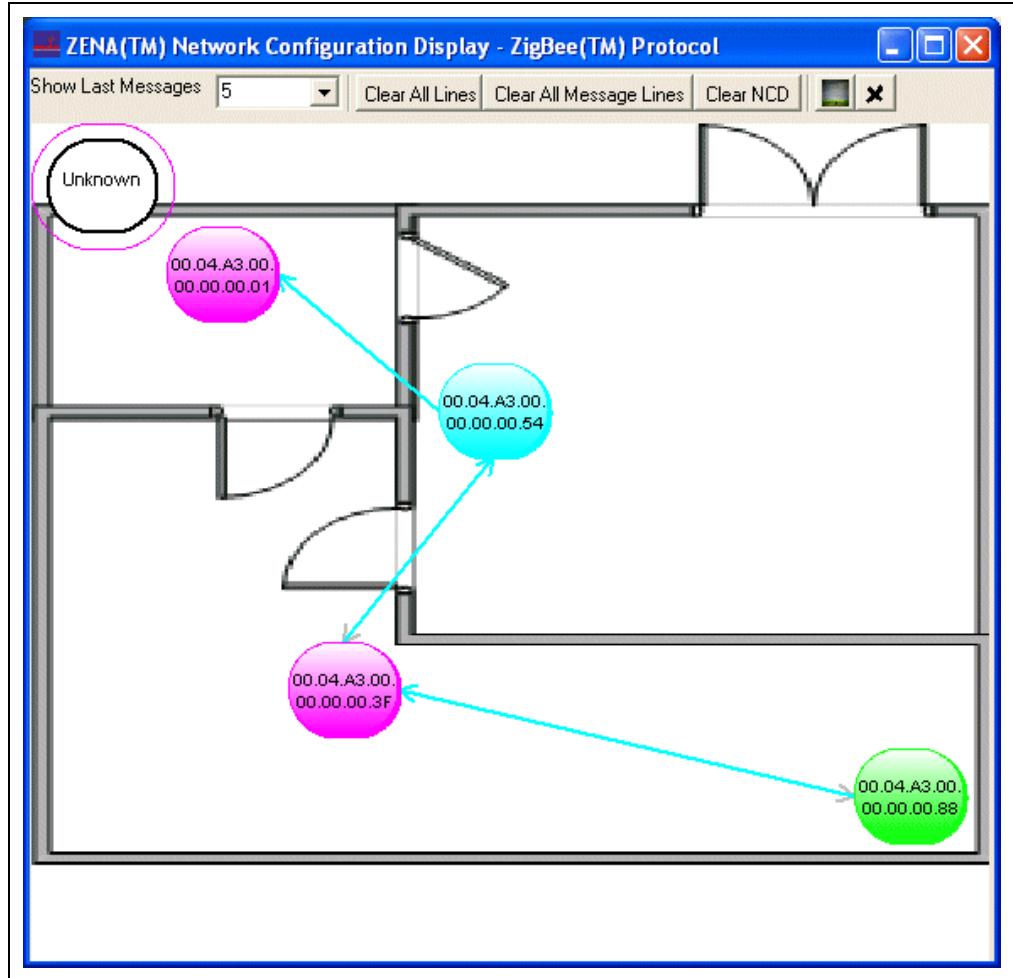 ZENA(TM) Network Configuration Display - ZigBee(TM) Protocol
Show Last Messages 5 Clear All Lines Clear All Message Lines Clear NCD
Unknown
00.04.A3.00.
00.00.00.01
00.04.A3.00.
00.00.00.54
00.04.A3.00.
00.00.00.3F
00.04.A3.00.
00.00.00.88